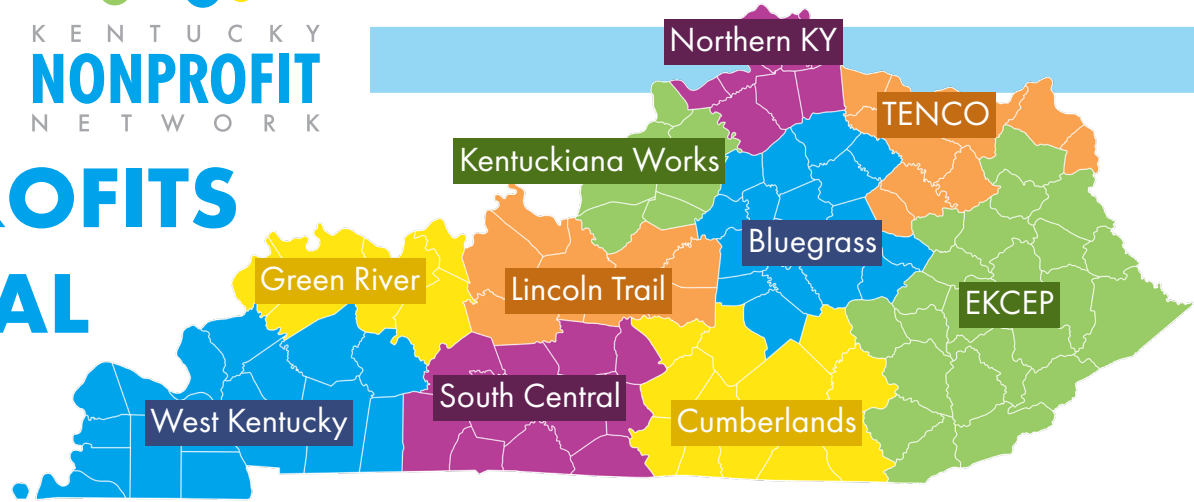 KENTUCKY
NONPROFIT
NETWORK
ROFITS
AL
Northern KY
TENCO
Kentuckiana Works
Bluegrass
Green River
Lincoln Trail
EKCEP
South Central
West Kentucky
Cumberlands